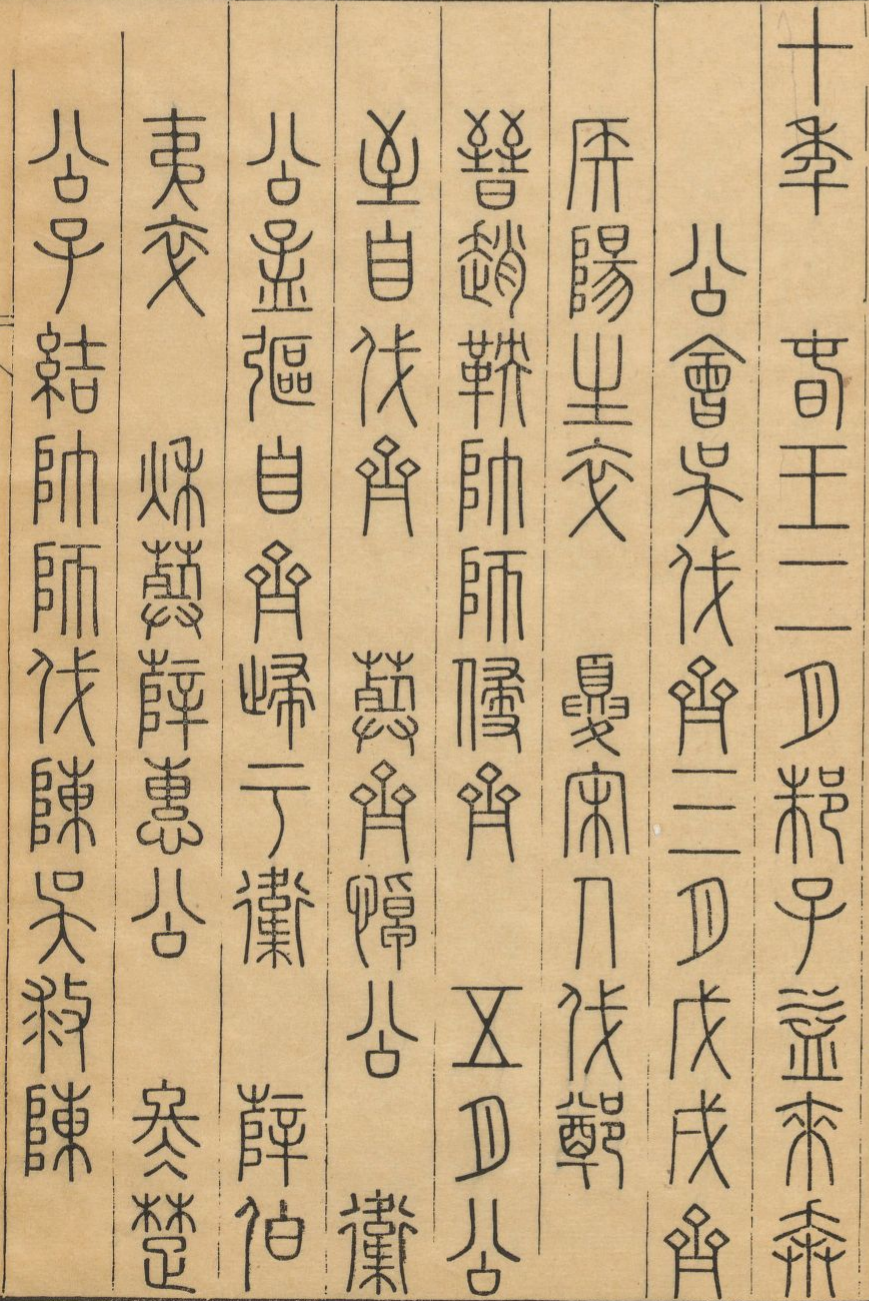 十年 春王二月邾子益來奔
公會吳伐齊三月戊戌齊
侯陽生卒 夏宋人伐鄭
晉趙鞅帥師侵齊 五月公
至自伐齊 葬齊悼公 衛
公孟彄自齊歸于衛 薛伯
夷卒 秋葬薛惠公 冬楚
公子結帥師伐陳吳救陳